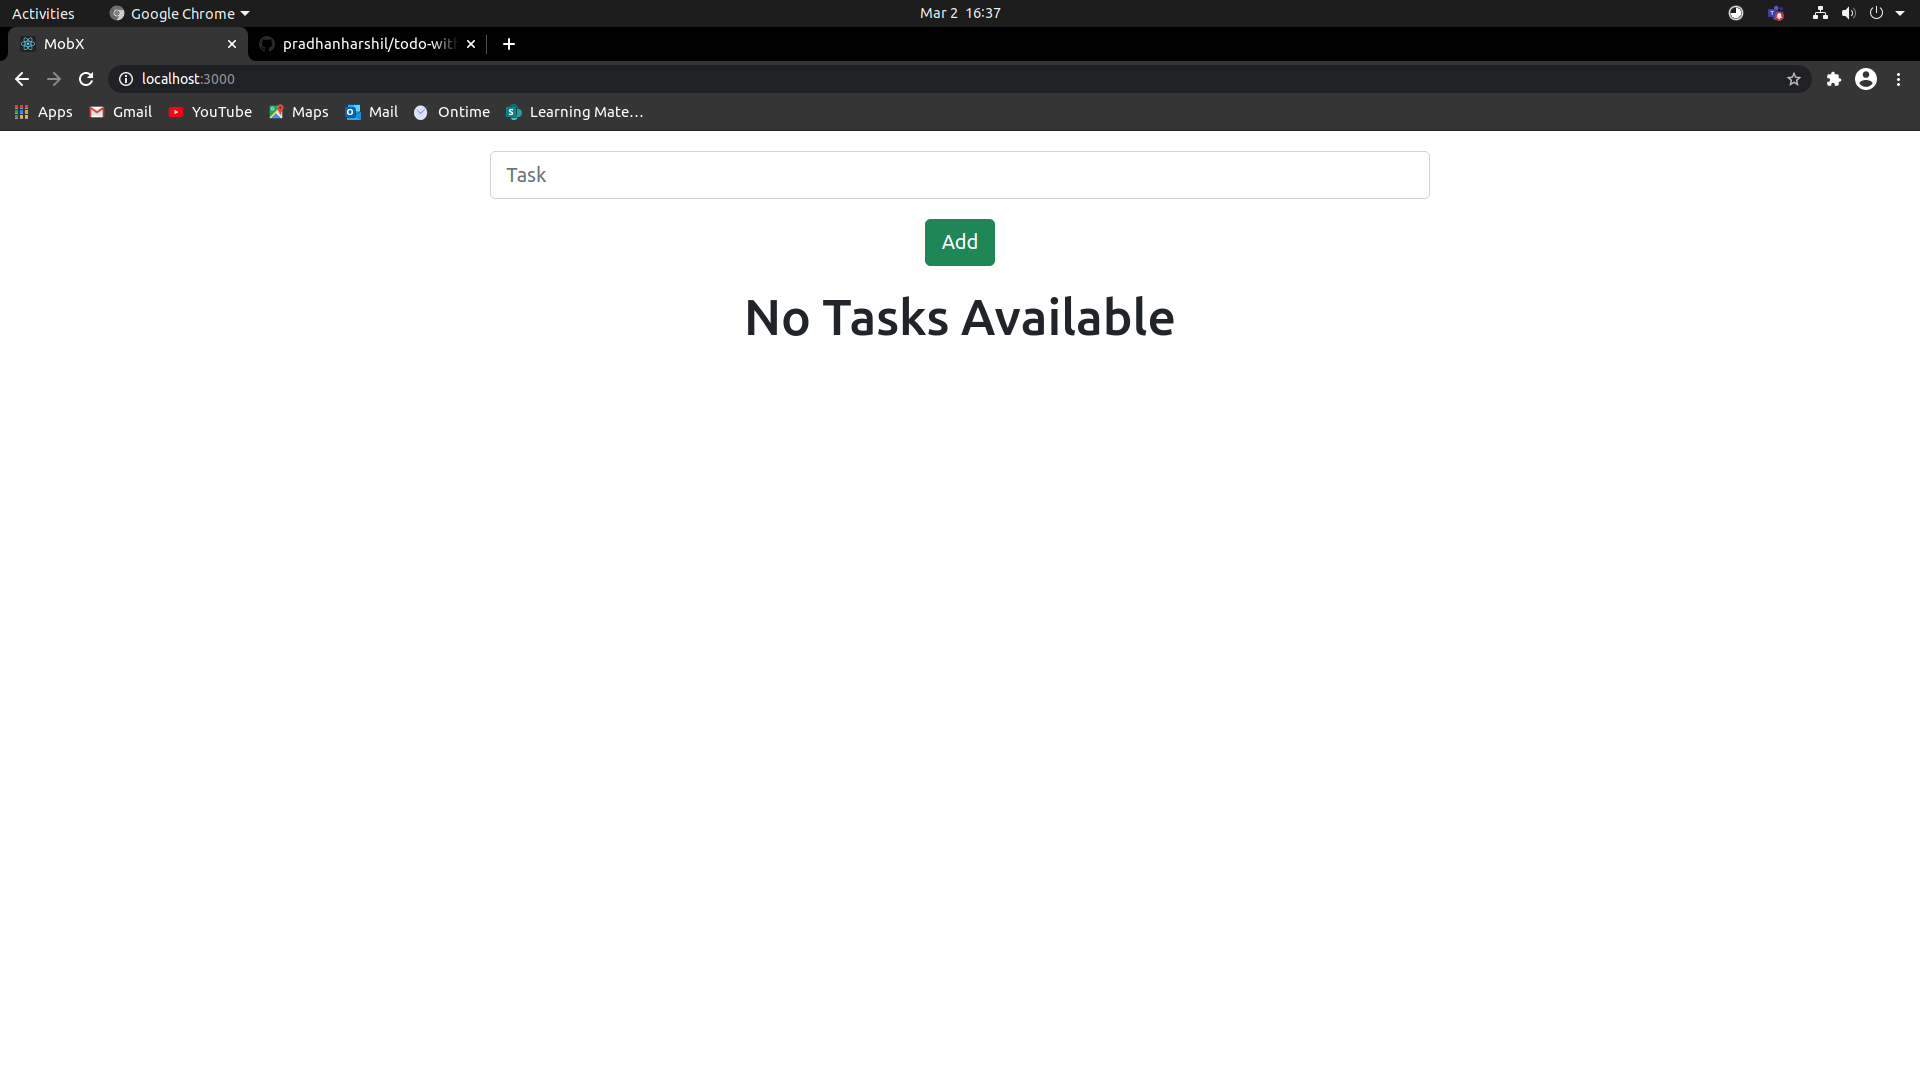 Activities Google Chrome Mar 2 16:37
MobX pradhanharshil/todo-wit
localhost:3000
Apps Gmail YouTube Maps Mail Ontime Learning Mate…
Task
Add
No Tasks Available